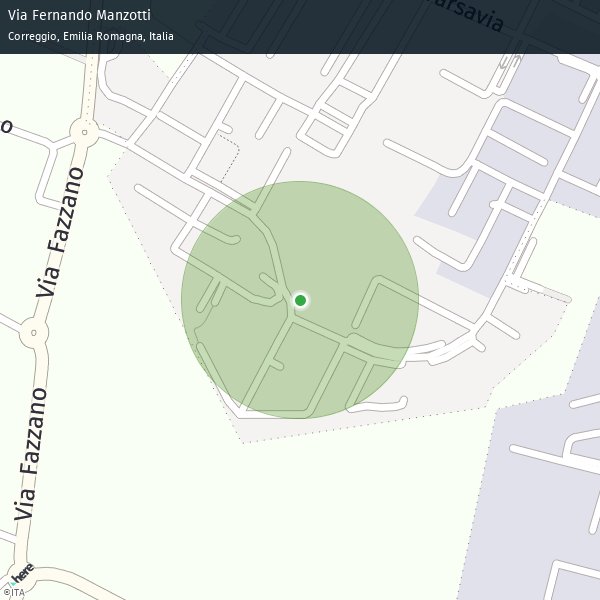 Via Fernando Manzotti
Correggio, Emilia Romagna, Italia
Via Fazzano
Via Fazzano
here
©ITA